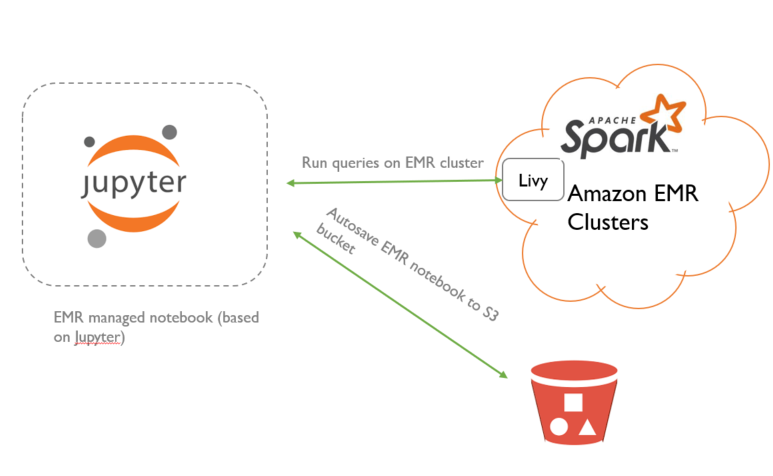 jupyter
EMR managed notebook (based
on Jupyter)
Run queries on EMR cluster
Autosave EMR notebook to S3
bucket
APACHE
Spark™
Livy
Amazon EMR
Clusters